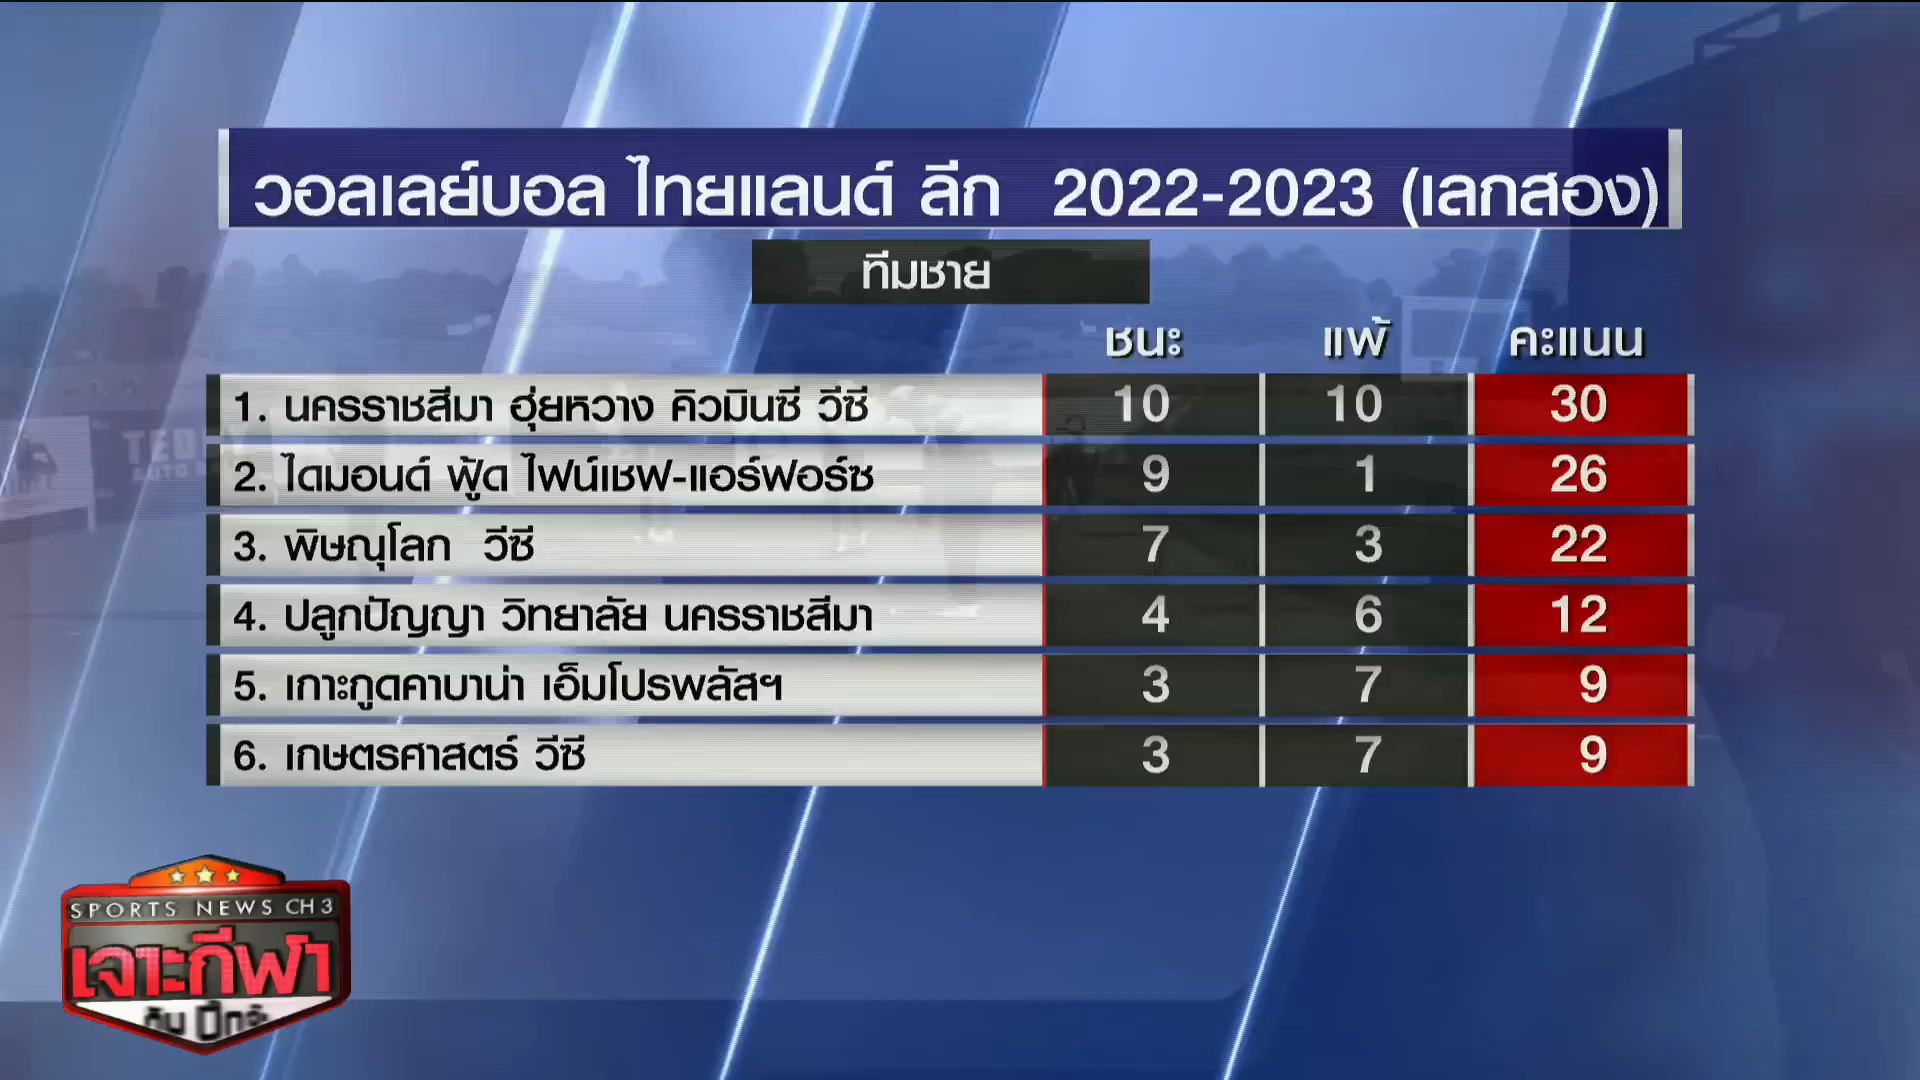 วอลเลย์บอล ไทยแลนด์ ลีก 2022-2023 (เลกสอง)
ทีมชาย
ชนะ แพ้ คะแนน
1. นครราชสีมา ฮุ่ยหวาง คิวมินซี วีซี 10 10 30
2. ไดมอนด์ ฟู้ด ไฟน์เชฟ-แอร์ฟอร์ซ 9 1 26
3. พิษณุโลก วีซี 7 3 22
4. ปลูกปัญญา วิทยาลัย นครราชสีมา 4 6 12
5. เกาะกูดคาบาน่า เอ็มโปรพลัสฯ 3 7 9
6. เกษตรศาสตร์ วีซี 3 7 9
SPORTS NEWS CH3
เจาะกีฬา